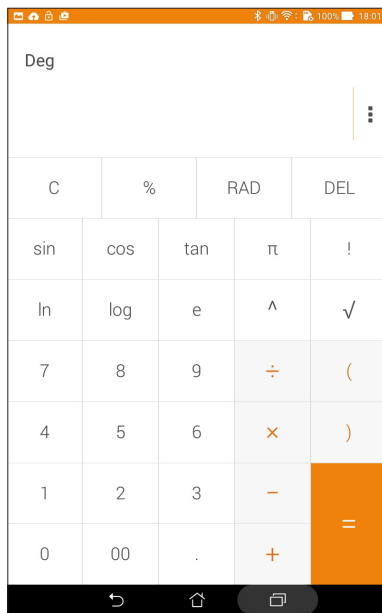 100% 18:01
Deg
C % RAD DEL
sin cos tan π !
ln log e ^ √
7 8 9 ÷ (
4 5 6 × )
1 2 3 −
=
0 00 . +